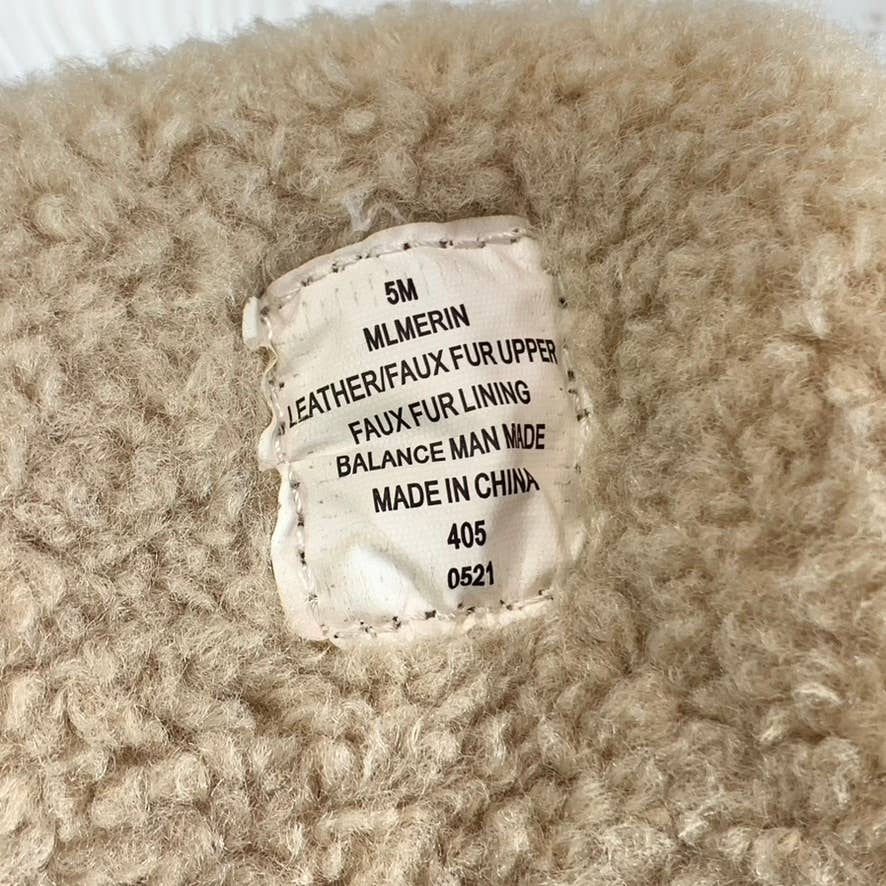 5M
MLMERIN
LEATHER/FAUX FUR UPPER
FAUX FUR LINING
BALANCE MAN MADE
MADE IN CHINA
405
0521